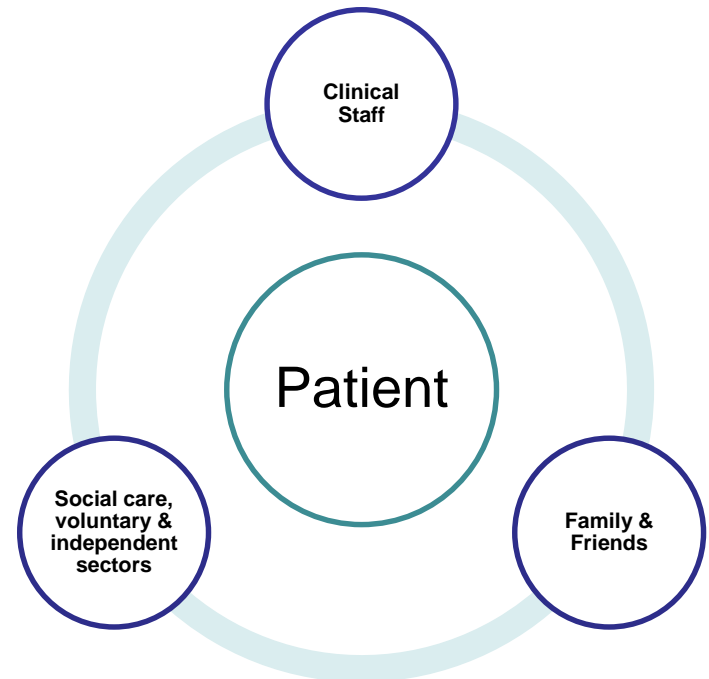 Clinical
Staff
Patient
Social care,
voluntary &
independent
sectors
Family &
Friends